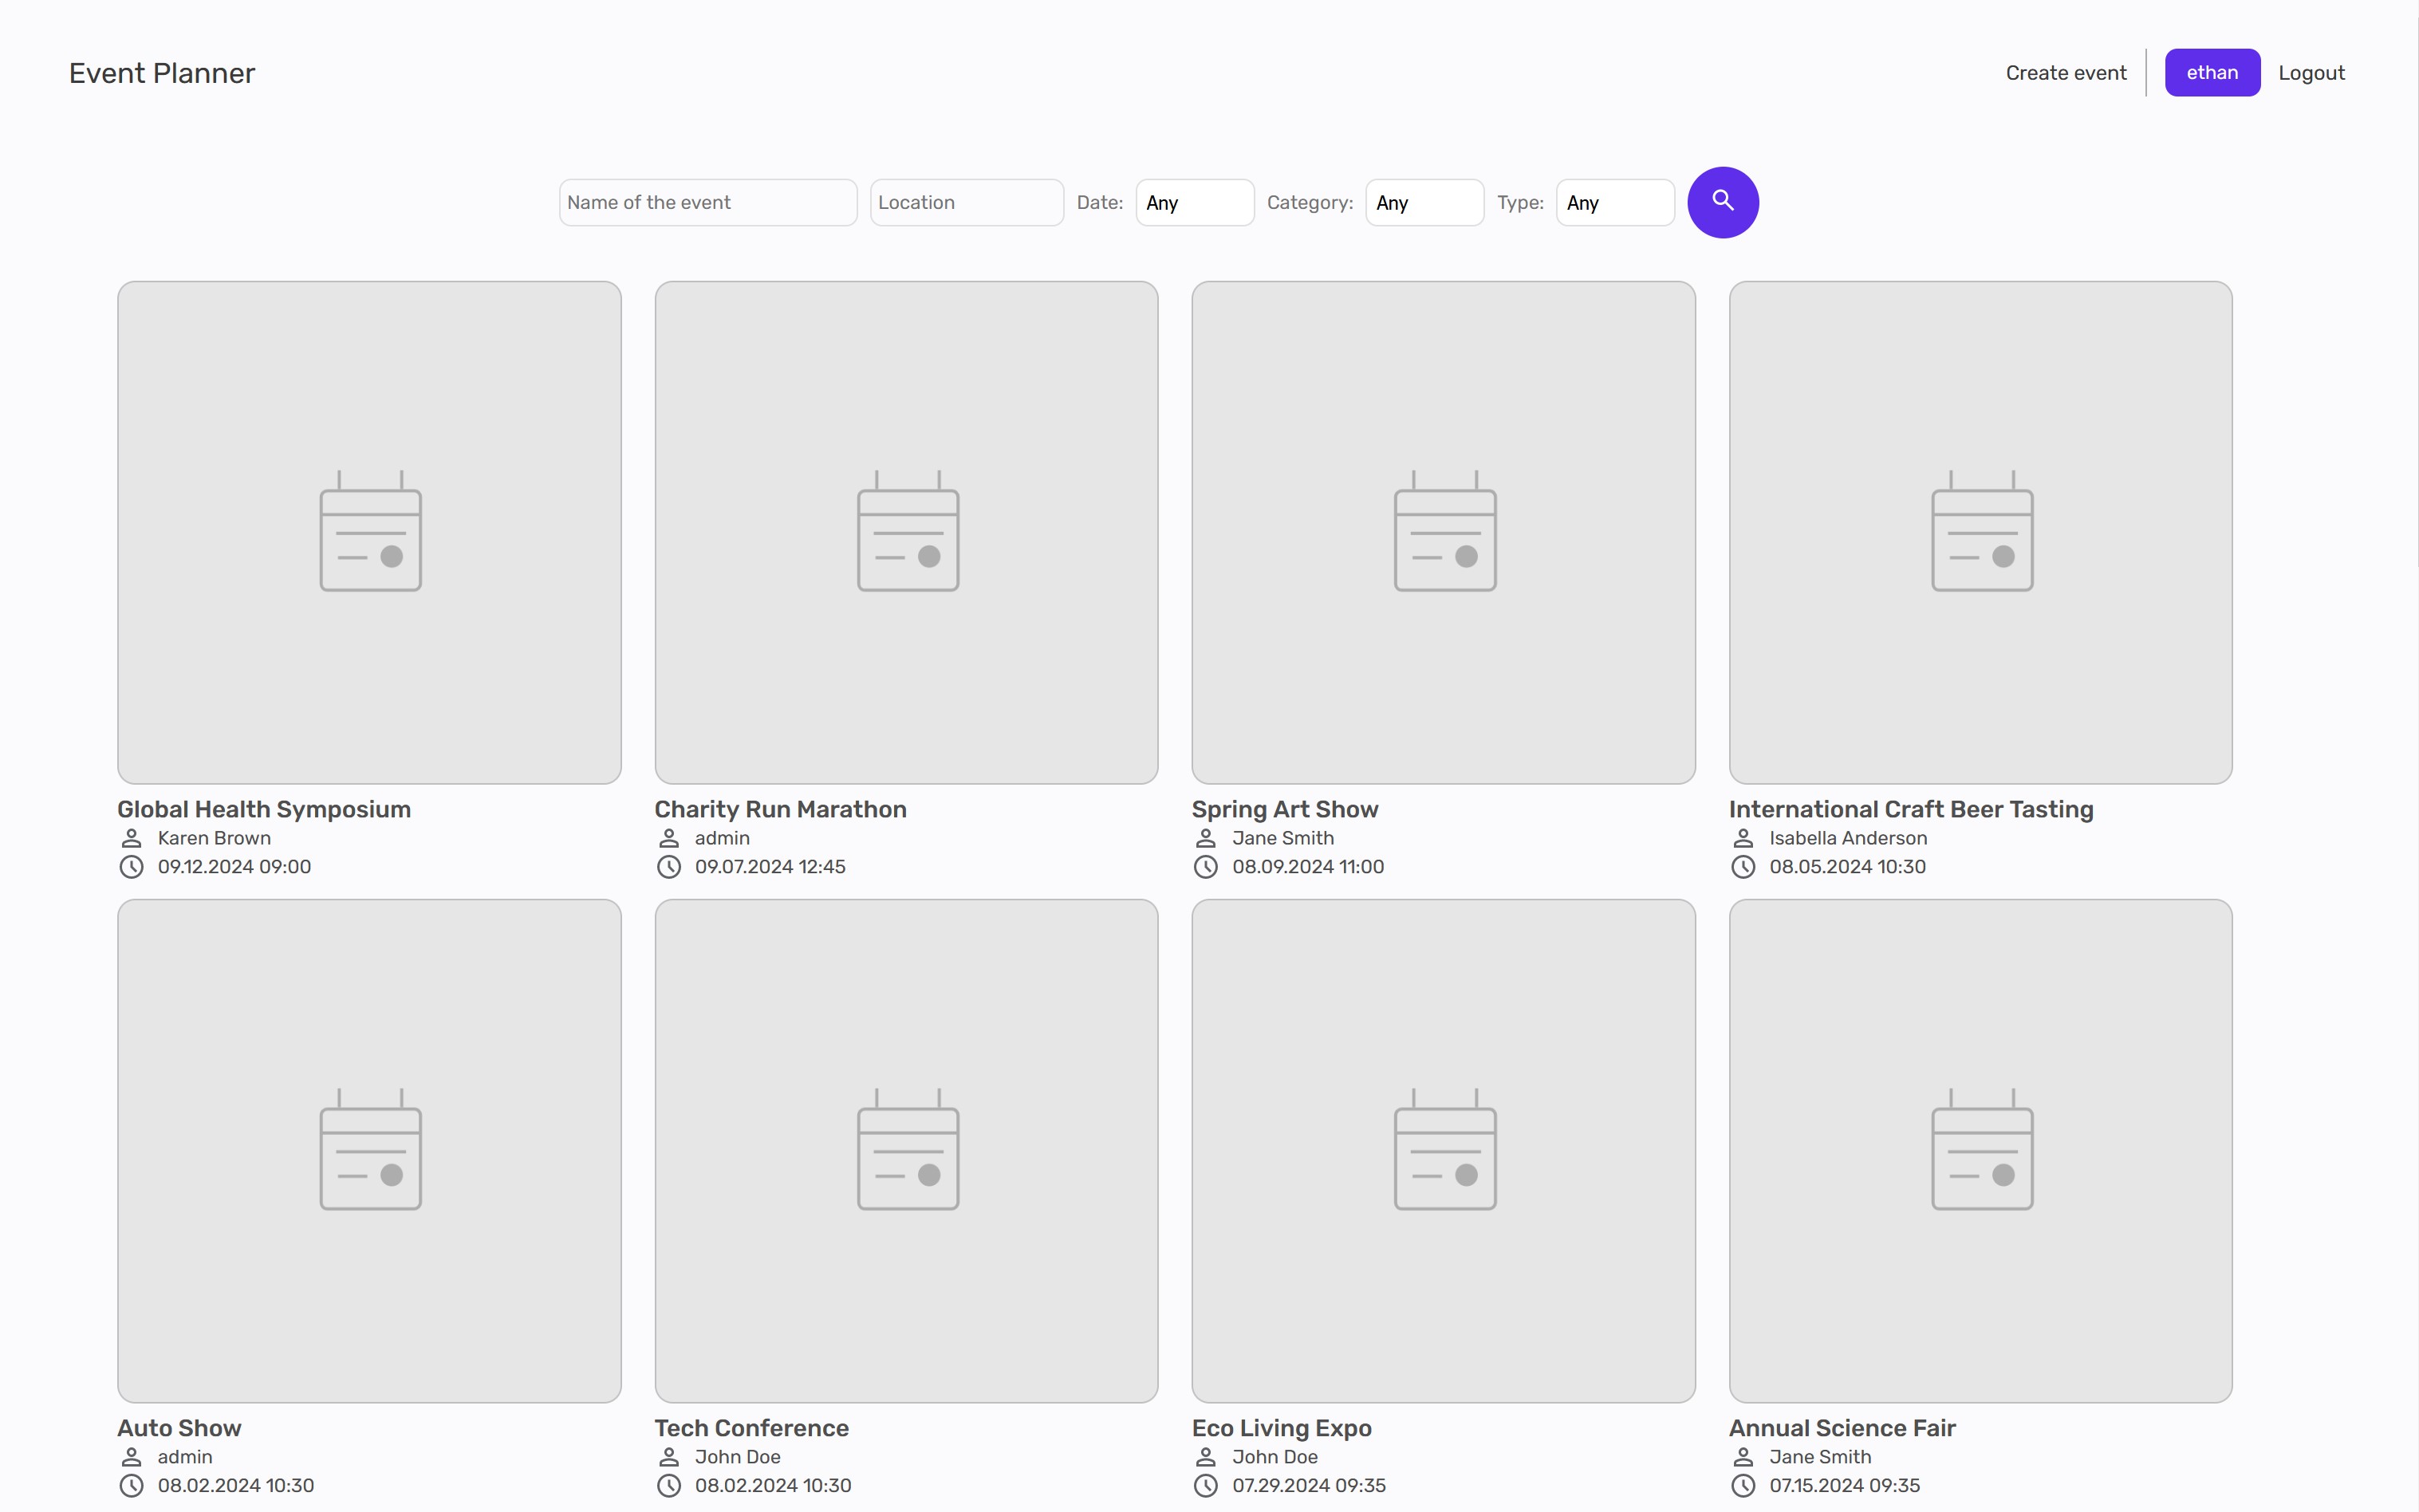 Event Planner
Create event
ethan
Logout
Name of the event
Location
Date:
Any
Category:
Any
Type:
Any
Global Health Symposium
Karen Brown
09.12.2024 09:00
Charity Run Marathon
admin
09.07.2024 12:45
Spring Art Show
Jane Smith
08.09.2024 11:00
International Craft Beer Tasting
Isabella Anderson
08.05.2024 10:30
Auto Show
admin
08.02.2024 10:30
Tech Conference
John Doe
08.02.2024 10:30
Eco Living Expo
John Doe
07.29.2024 09:35
Annual Science Fair
Jane Smith
07.15.2024 09:35